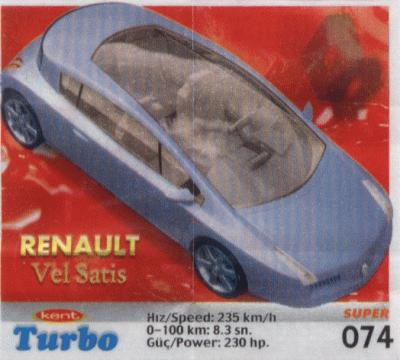 RENAULT
Vel Satis
kent
Turbo
Hız/Speed: 235 km/h
0-100 km: 8.3 sn.
Güç/Power: 230 hp.
SUPER
074